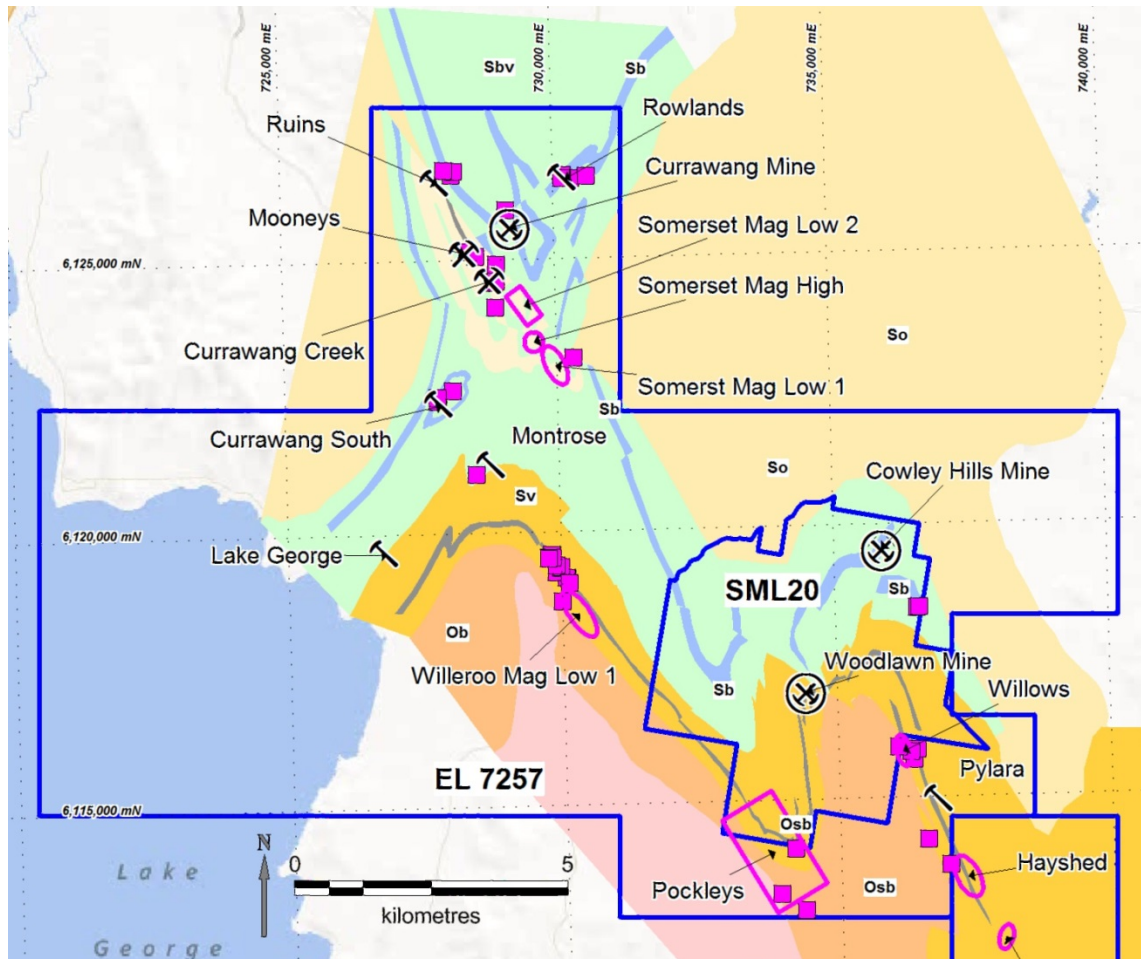 725,000 mE
730,000 mE
735,000 mE
740,000 mE
Sbv
Sb
Ruins
Rowlands
Currawang Mine
Mooneys
Somerset Mag Low 2
6,125,000 mN
Somerset Mag High
So
Currawang Creek
Somerst Mag Low 1
Sb
Currawang South
Montrose
So
Cowley Hills Mine
Sv
6,120,000 mN
Lake George
SML20
Sb
Ob
Willeroo Mag Low 1
Woodlawn Mine
Sb
Willows
EL 7257
Pylara
6,115,000 mN
Osb
N
0
5
Lake
Pockleys
Osb
Hayshed
kilometres
George